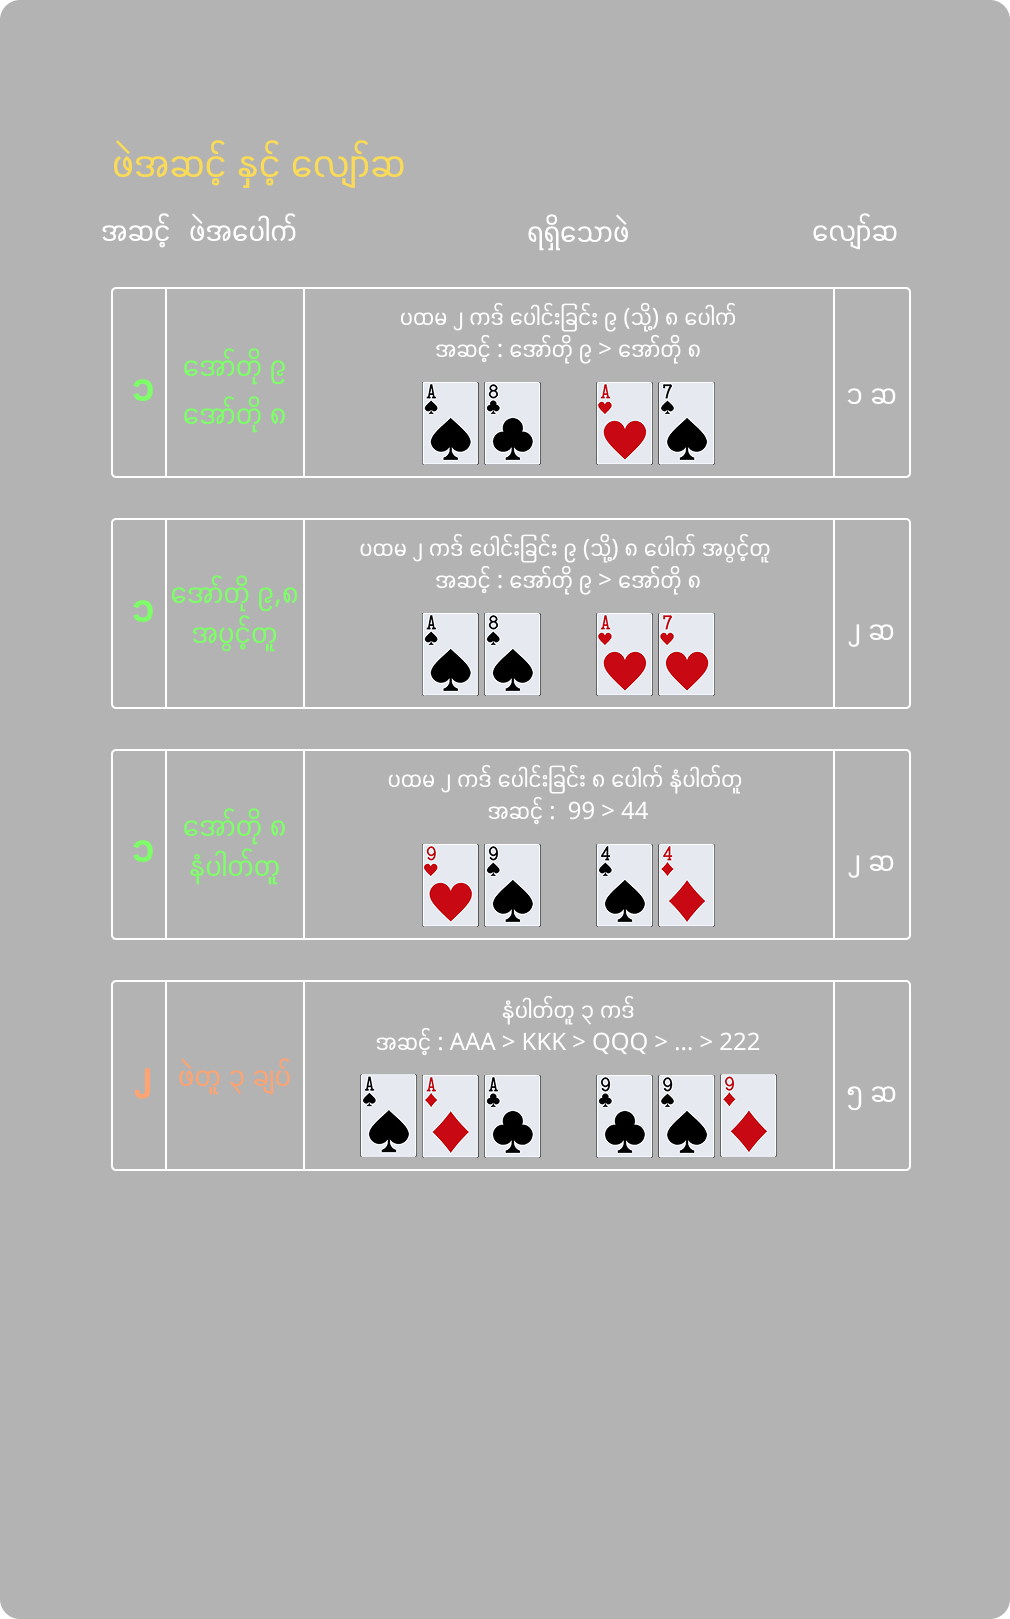 ဖဲအဆင့် နှင့် လျော်ဆ
အဆင့် ဖဲအပေါက် ရရှိသောဖဲ လျော်ဆ
ပထမ ၂ ကဒ် ပေါင်းခြင်း ၉ (သို့) ၈ ပေါက်
အဆင့် : အော်တို ၉ > အော်တို ၈
၁
အော်တို ၉
အော်တို ၈
A 8 A 7
၁ ဆ
ပထမ ၂ ကဒ် ပေါင်းခြင်း ၉ (သို့) ၈ ပေါက် အပွင့်တူ
အဆင့် : အော်တို ၉ > အော်တို ၈
၁
အော်တို ၉,၈
အပွင့်တူ
A 8 A 7
၂ ဆ
ပထမ ၂ ကဒ် ပေါင်းခြင်း ၈ ပေါက် နံပါတ်တူ
အဆင့် : 99 > 44
၁
အော်တို ၈
နံပါတ်တူ
9 9 4 4
၂ ဆ
နံပါတ်တူ ၃ ကဒ်
အဆင့် : AAA > KKK > QQQ > ... > 222
၂
ဖဲတူ ၃ ချပ်
A A A 9 9 9
၅ ဆ